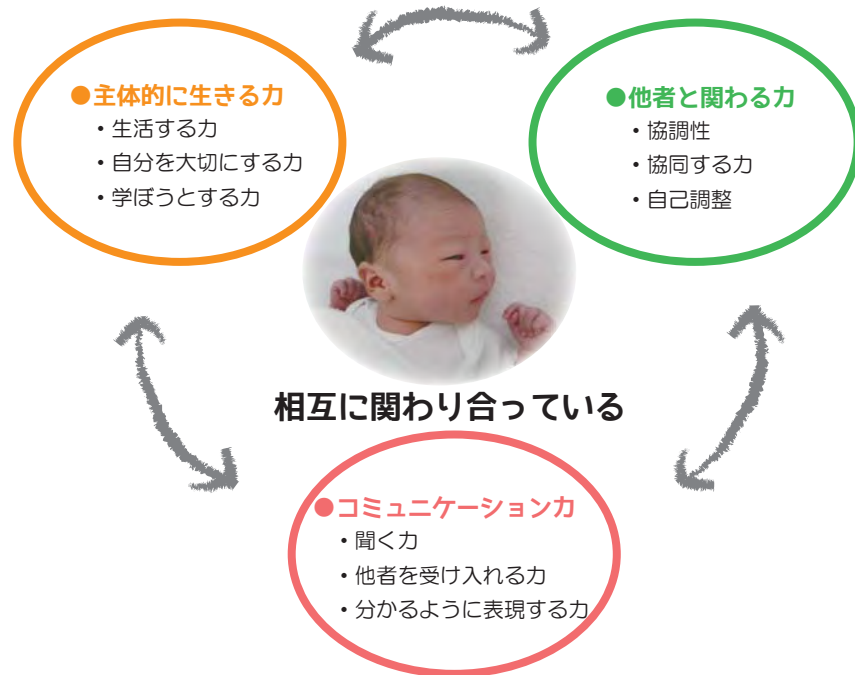 ●主体的に生きる力
・生活する力
・自分を大切にする力
・学ぼうとする力
●他者と関わる力
・協調性
・協同する力
・自己調整
相互に関わり合っている
●コミュニケーション力
・聞く力
・他者を受け入れる力
・分かるように表現する力